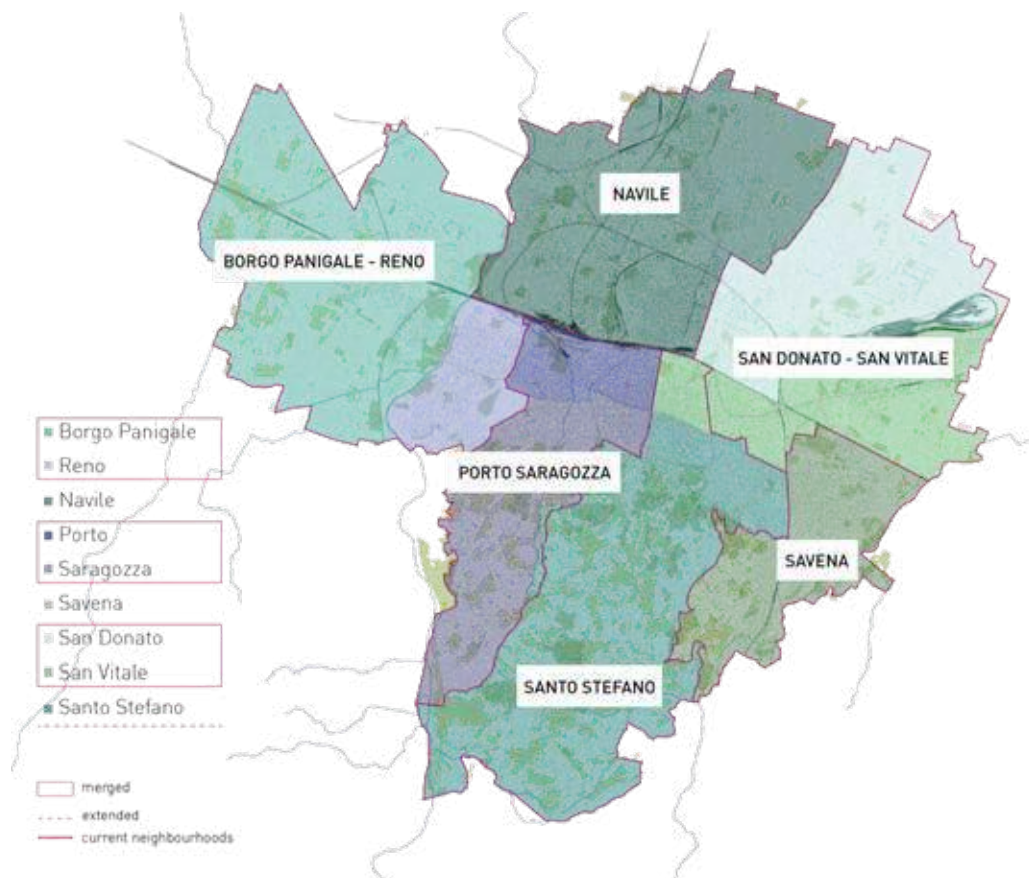 NAVILE
BORGO PANIGALE - RENO
SAN DONATO - SAN VITALE
PORTO SARAGOZZA
SAVENA
SANTO STEFANO
Borgo Panigale
Reno
Navile
Porto
Saragozza
Savena
San Donato
San Vitale
Santo Stefano
merged
extended
current neighbourhoods